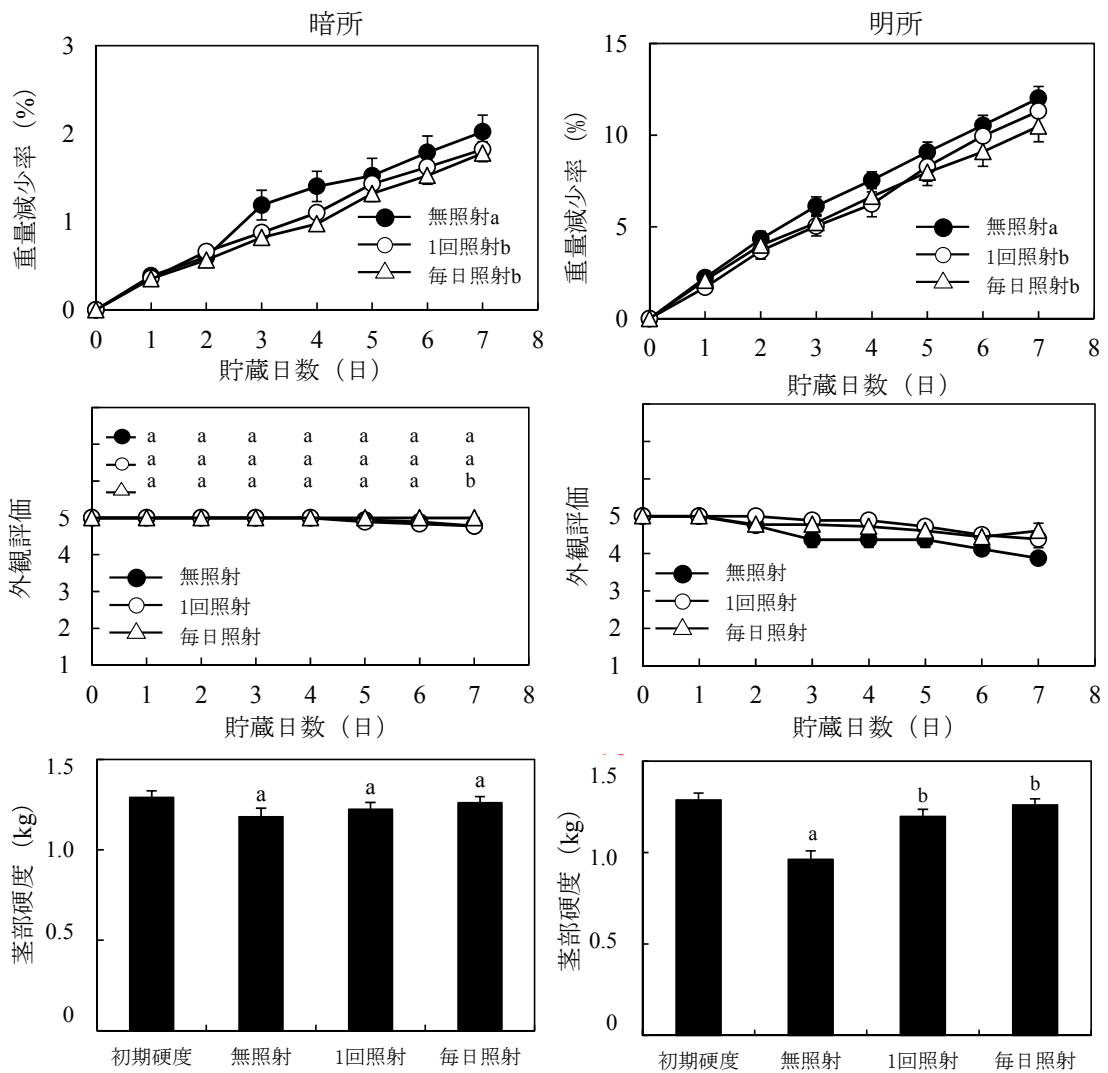 暗所
3
2
1
0
重量減少率（%）
無照射a
1回照射b
毎日照射b
0 1 2 3 4 5 6 7 8
貯蔵日数（日）
明所
15
10
5
0
重量減少率（%）
無照射a
1回照射b
毎日照射b
0 1 2 3 4 5 6 7 8
貯蔵日数（日）
a a a a a a a
a a a a a a a
a a a a a a b
5
4
3
2
1
外観評価
無照射
1回照射
毎日照射
0 1 2 3 4 5 6 7 8
貯蔵日数（日）
5
4
3
2
1
外観評価
無照射
1回照射
毎日照射
0 1 2 3 4 5 6 7 8
貯蔵日数（日）
1.5
1.0
0.5
0
茎部硬度（kg）
a a a
初期硬度 無照射 1回照射 毎日照射
1.5
1.0
0.5
0
茎部硬度（kg）
a b b
初期硬度 無照射 1回照射 毎日照射